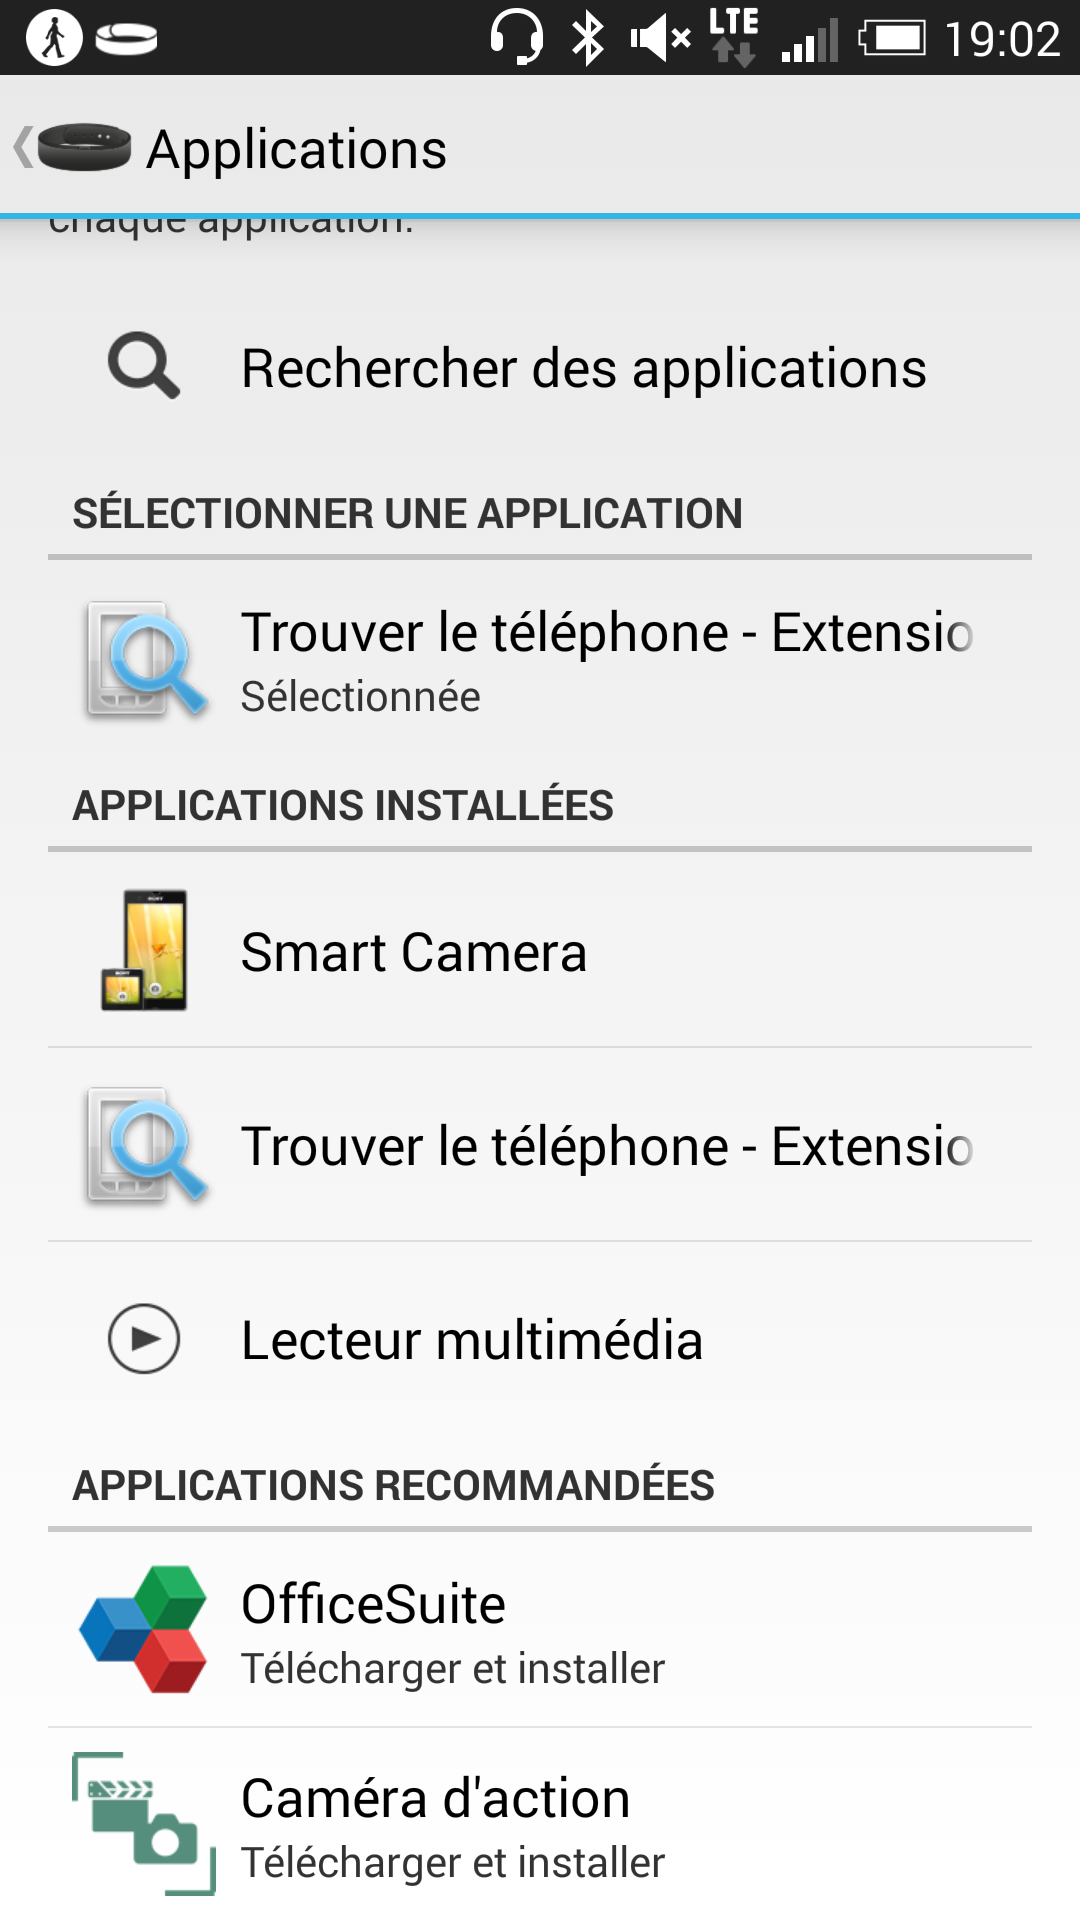 LTE 19:02
Applications
chaque application.
Rechercher des applications
SÉLECTIONNER UNE APPLICATION
Trouver le téléphone - Extensio
Sélectionnée
APPLICATIONS INSTALLÉES
Smart Camera
Trouver le téléphone - Extensio
Lecteur multimédia
APPLICATIONS RECOMMANDÉES
OfficeSuite
Télécharger et installer
Caméra d'action
Télécharger et installer